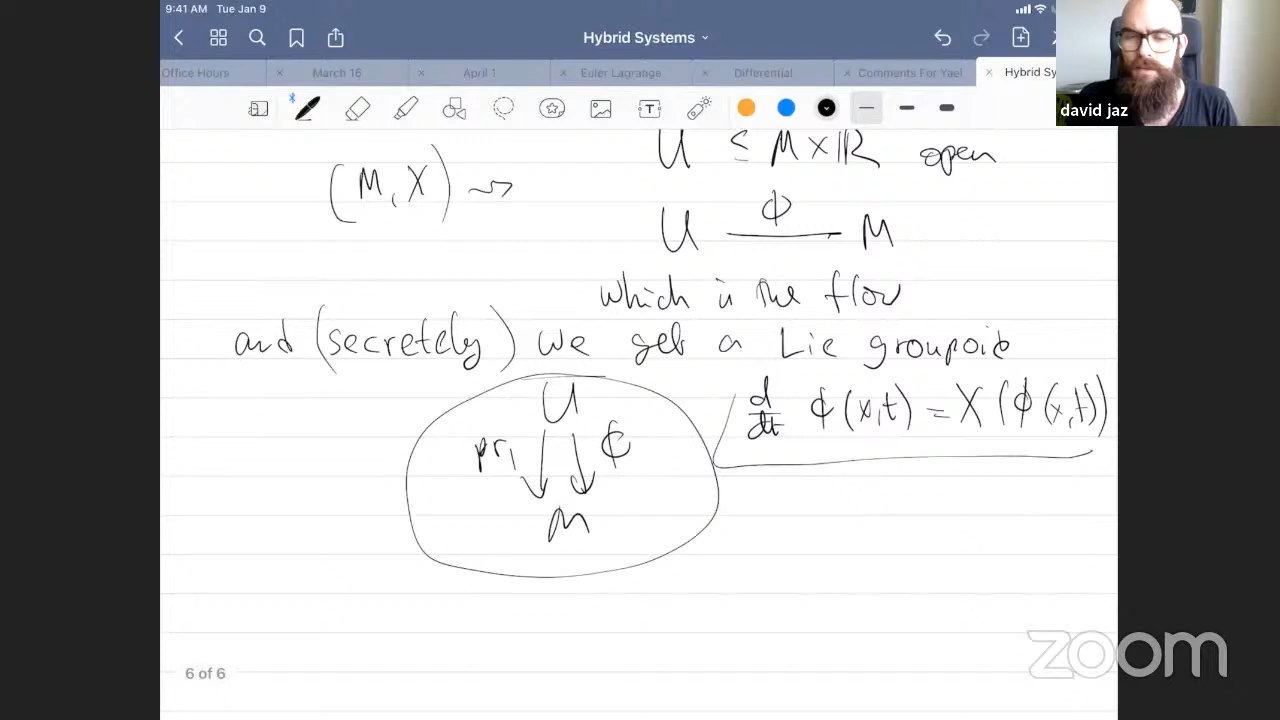 9:41 AM Tue Jan 9
Hybrid Systems
Office Hours
March 16
April 1
Euler Lagrange
Differential
Comments For Yael
Hybrid Sy
david jaz
U ⊆ M × ℝ open
(M, X) ⇝
U —ϕ— M
which is the flow
and (secretely) we get a Lie groupoid
U
d/dt ϕ(x,t) = X(ϕ(x,t))
pr₁ ↓ ↓ ϕ
M
6 of 6
zoom